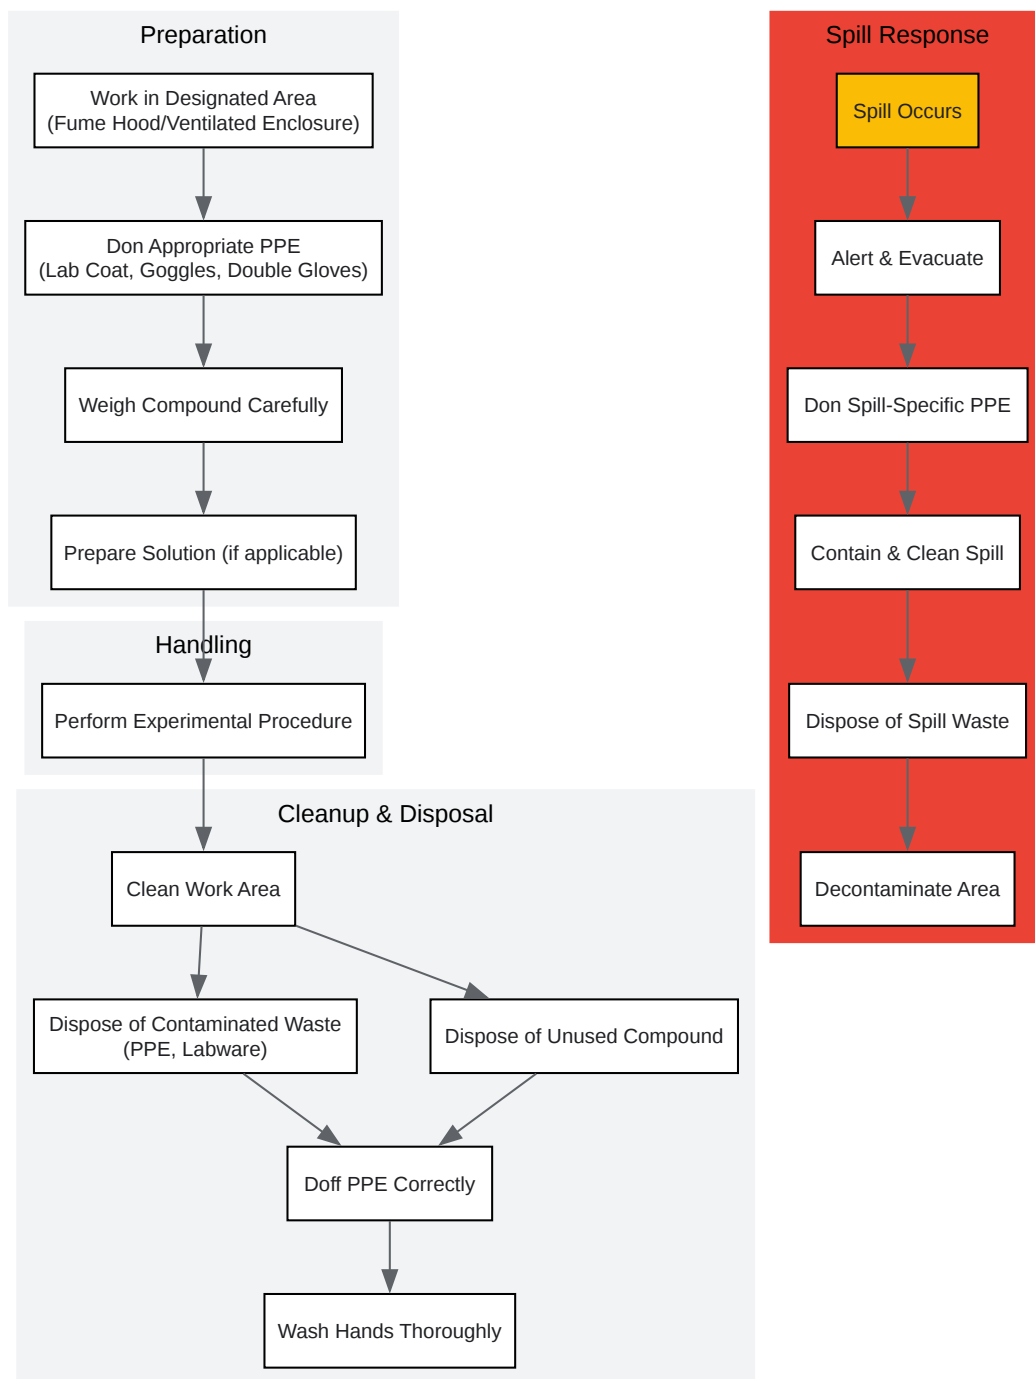 Preparation
Work in Designated Area
(Fume Hood/Ventilated Enclosure)
Don Appropriate PPE
(Lab Coat, Goggles, Double Gloves)
Weigh Compound Carefully
Prepare Solution (if applicable)
Handling
Perform Experimental Procedure
Cleanup & Disposal
Clean Work Area
Dispose of Contaminated Waste
(PPE, Labware)
Dispose of Unused Compound
Doff PPE Correctly
Wash Hands Thoroughly
Spill Response
Spill Occurs
Alert & Evacuate
Don Spill-Specific PPE
Contain & Clean Spill
Dispose of Spill Waste
Decontaminate Area